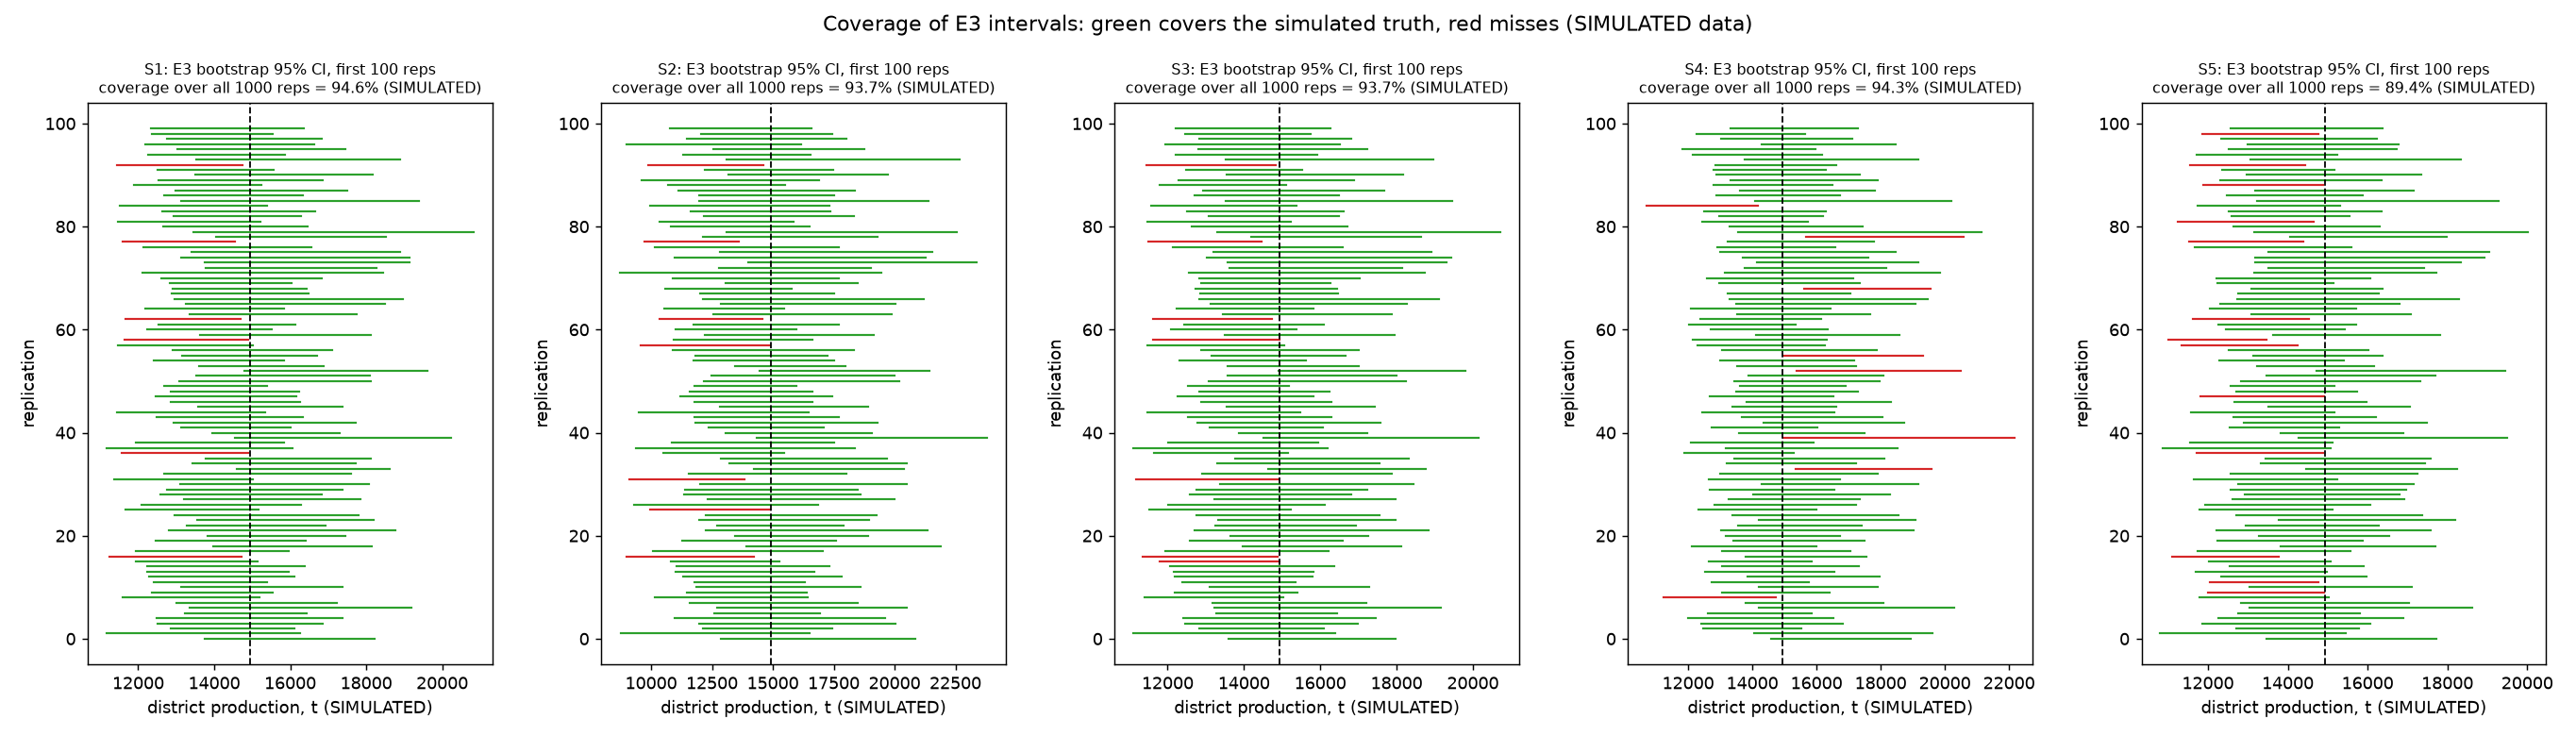 Coverage of E3 intervals: green covers the simulated truth, red misses (SIMULATED data)
S1: E3 bootstrap 95% CI, first 100 reps
coverage over all 1000 reps = 94.6% (SIMULATED)
replication
100
80
60
40
20
0
12000 14000 16000 18000 20000
district production, t (SIMULATED)
S2: E3 bootstrap 95% CI, first 100 reps
coverage over all 1000 reps = 93.7% (SIMULATED)
replication
100
80
60
40
20
0
10000 12500 15000 17500 20000 22500
district production, t (SIMULATED)
S3: E3 bootstrap 95% CI, first 100 reps
coverage over all 1000 reps = 93.7% (SIMULATED)
replication
100
80
60
40
20
0
12000 14000 16000 18000 20000
district production, t (SIMULATED)
S4: E3 bootstrap 95% CI, first 100 reps
coverage over all 1000 reps = 94.3% (SIMULATED)
replication
100
80
60
40
20
0
12000 14000 16000 18000 20000 22000
district production, t (SIMULATED)
S5: E3 bootstrap 95% CI, first 100 reps
coverage over all 1000 reps = 89.4% (SIMULATED)
replication
100
80
60
40
20
0
12000 14000 16000 18000 20000
district production, t (SIMULATED)